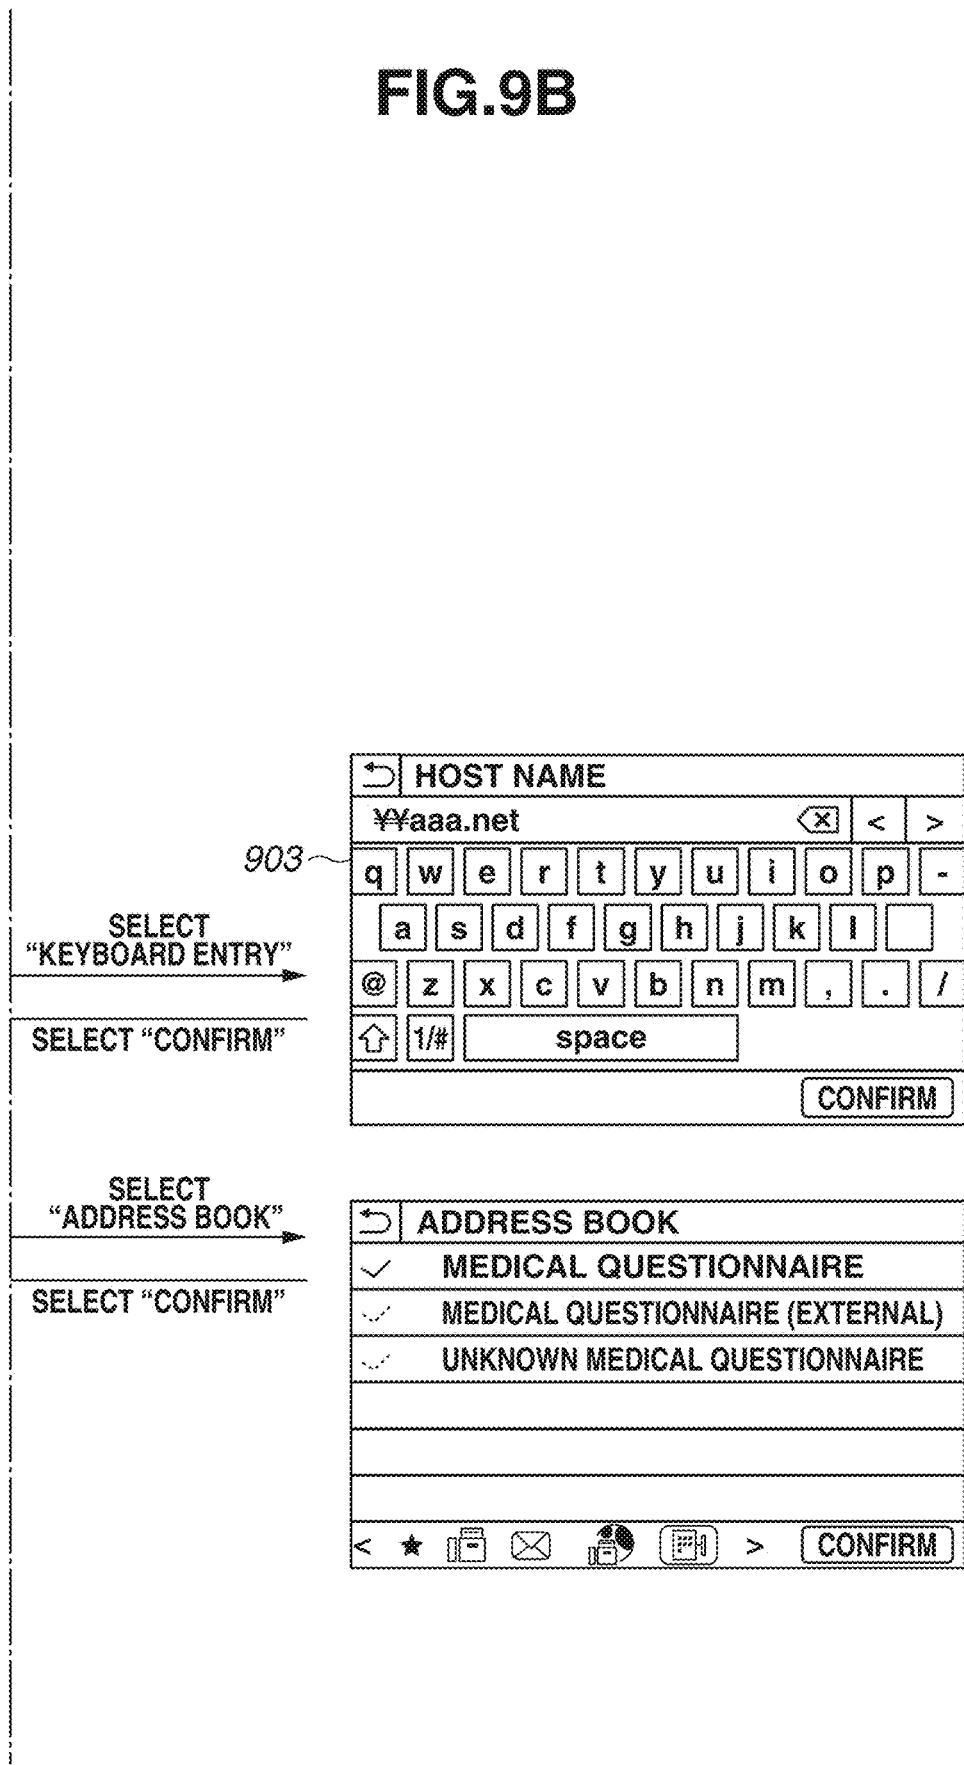 FIG.9B
HOST NAME
¥¥aaa.net < >
903
q w e r t y u i o p -
a s d f g h j k l
@ z x c v b n m , . /
1/# space
CONFIRM
SELECT
"KEYBOARD ENTRY"
SELECT "CONFIRM"
SELECT
"ADDRESS BOOK"
SELECT "CONFIRM"
ADDRESS BOOK
MEDICAL QUESTIONNAIRE
MEDICAL QUESTIONNAIRE (EXTERNAL)
UNKNOWN MEDICAL QUESTIONNAIRE
< ★ > CONFIRM